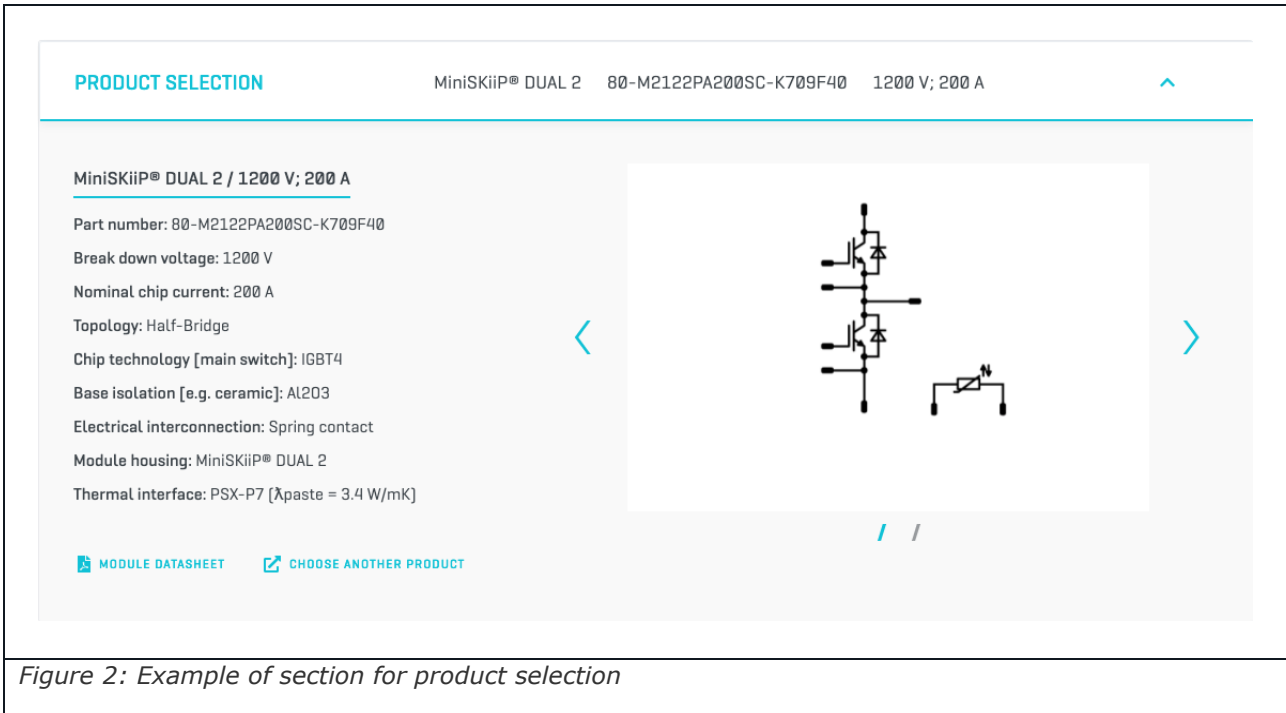 PRODUCT SELECTION MiniSKiiP® DUAL 2 80-M2122PA200SC-K709F40 1200 V; 200 A
MiniSKiiP® DUAL 2 / 1200 V; 200 A
Part number: 80-M2122PA200SC-K709F40
Break down voltage: 1200 V
Nominal chip current: 200 A
Topology: Half-Bridge
Chip technology [main switch]: IGBT4
Base isolation [e.g. ceramic]: Al2O3
Electrical interconnection: Spring contact
Module housing: MiniSKiiP® DUAL 2
Thermal interface: PSX-P7 (λpaste = 3.4 W/mK)
MODULE DATASHEET CHOOSE ANOTHER PRODUCT
Figure 2: Example of section for product selection